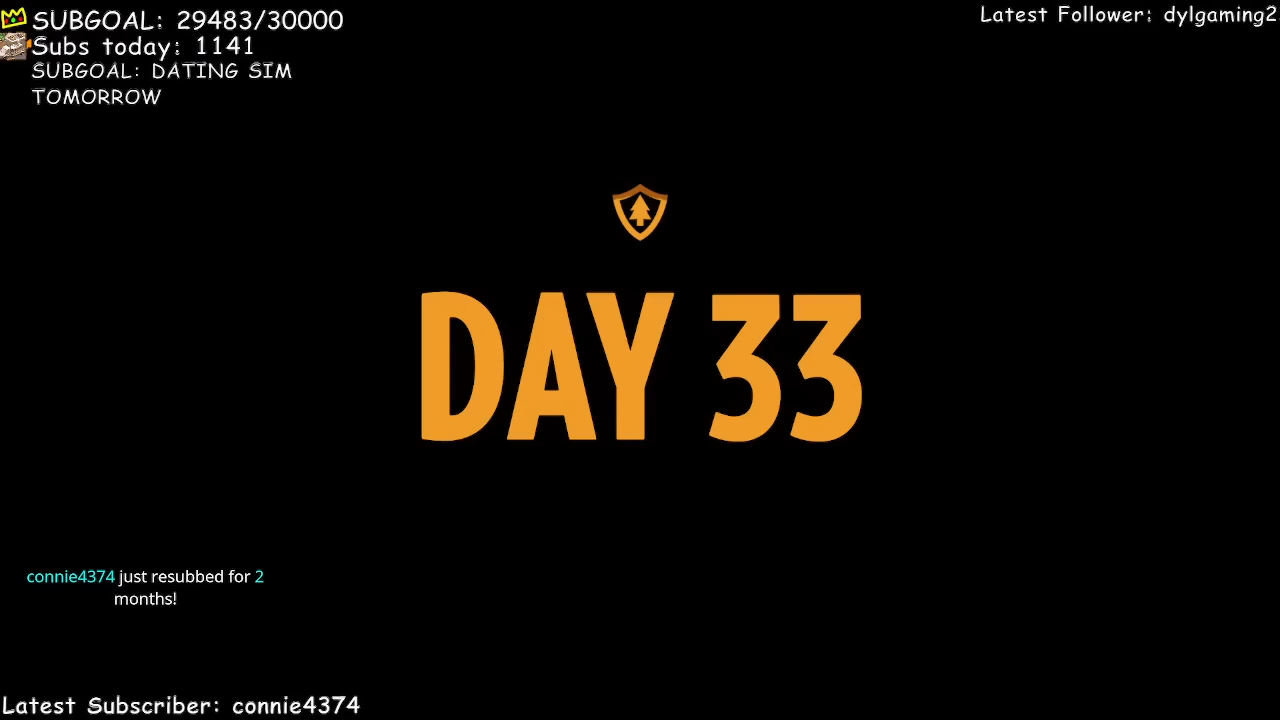 SUBGOAL: 29483/30000
Latest Follower: dylgaming2
Subs today: 1141
SUBGOAL: DATING SIM
TOMORROW
DAY 33
connie4374 just resubbed for 2
months!
Latest Subscriber: connie4374